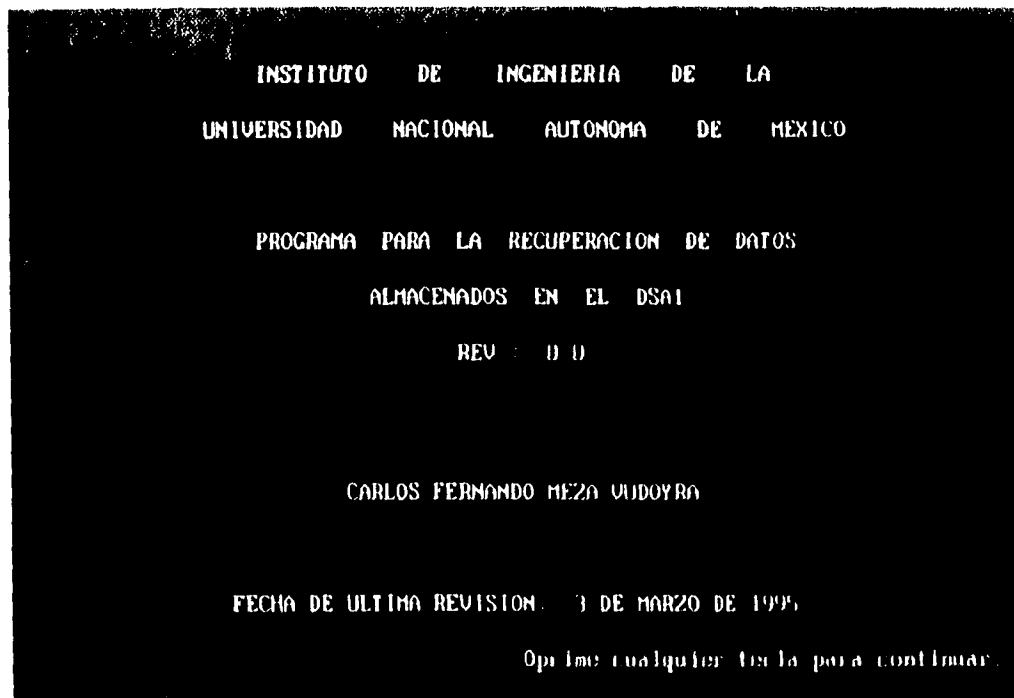 INSTITUTO DE INGENIERIA DE LA
UNIVERSIDAD NACIONAL AUTONOMA DE MEXICO
PROGRAMA PARA LA RECUPERACION DE DATOS
ALMACENADOS EN EL DSA1
REV :
CARLOS FERNANDO MEZA
FECHA DE ULTIMA REVISION. 3 DE MARZO DE 1995
Oprime cualquier tecla para continuar.